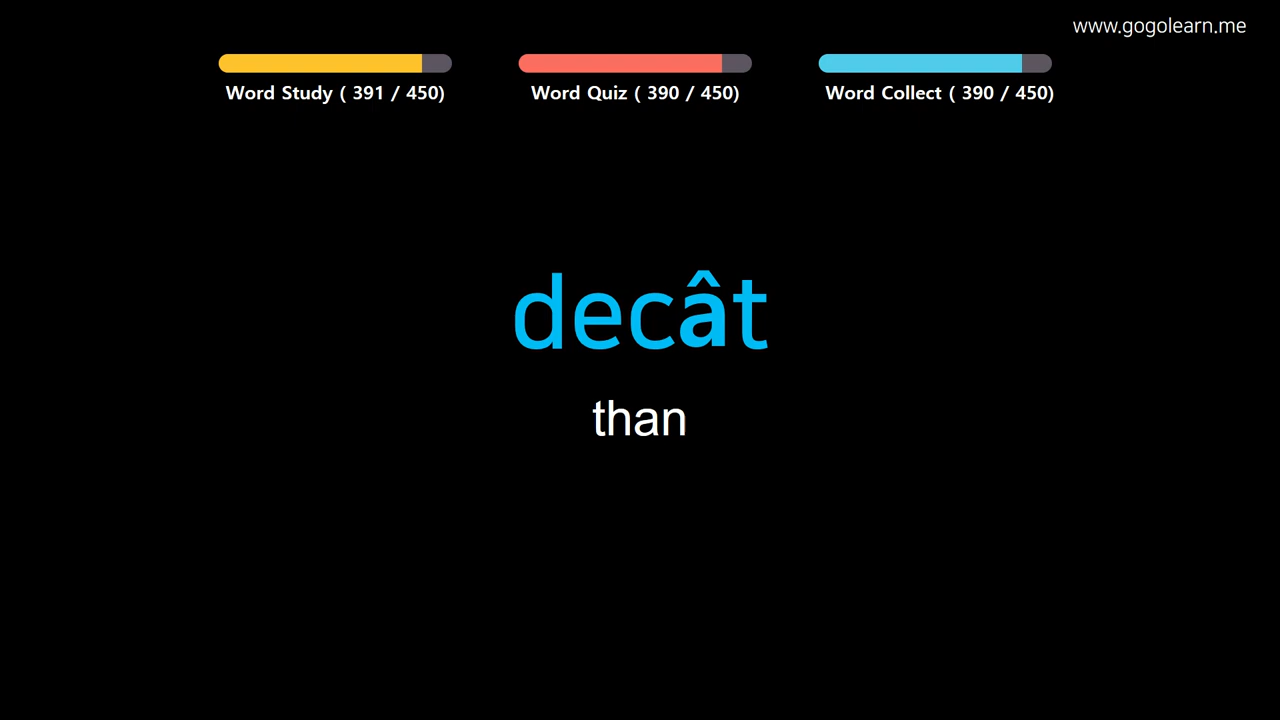 www.gogolearn.me
Word Study ( 391 / 450)
Word Quiz ( 390 / 450)
Word Collect ( 390 / 450)
decât
than